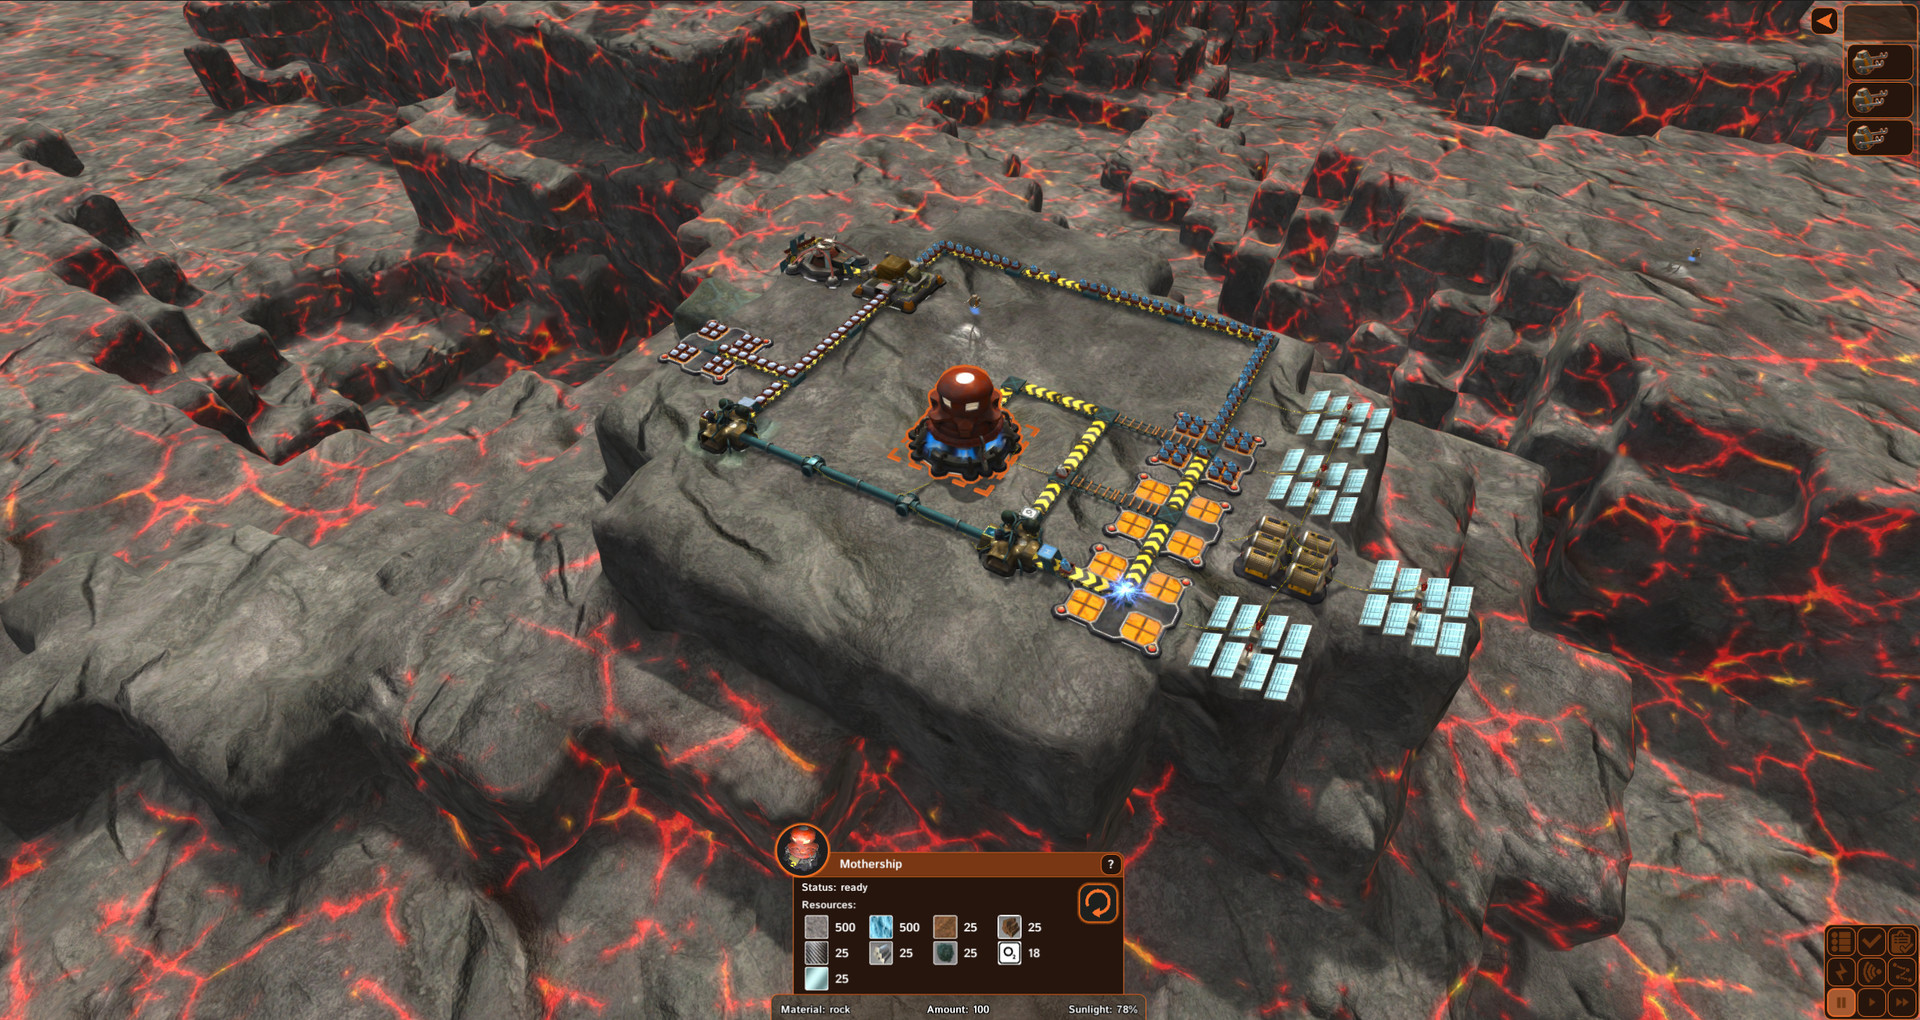 Mothership ?
Status: ready
Resources:
500 500 25 25
25 25 25 O2 18
25
Material: rock Amount: 100 Sunlight: 78%